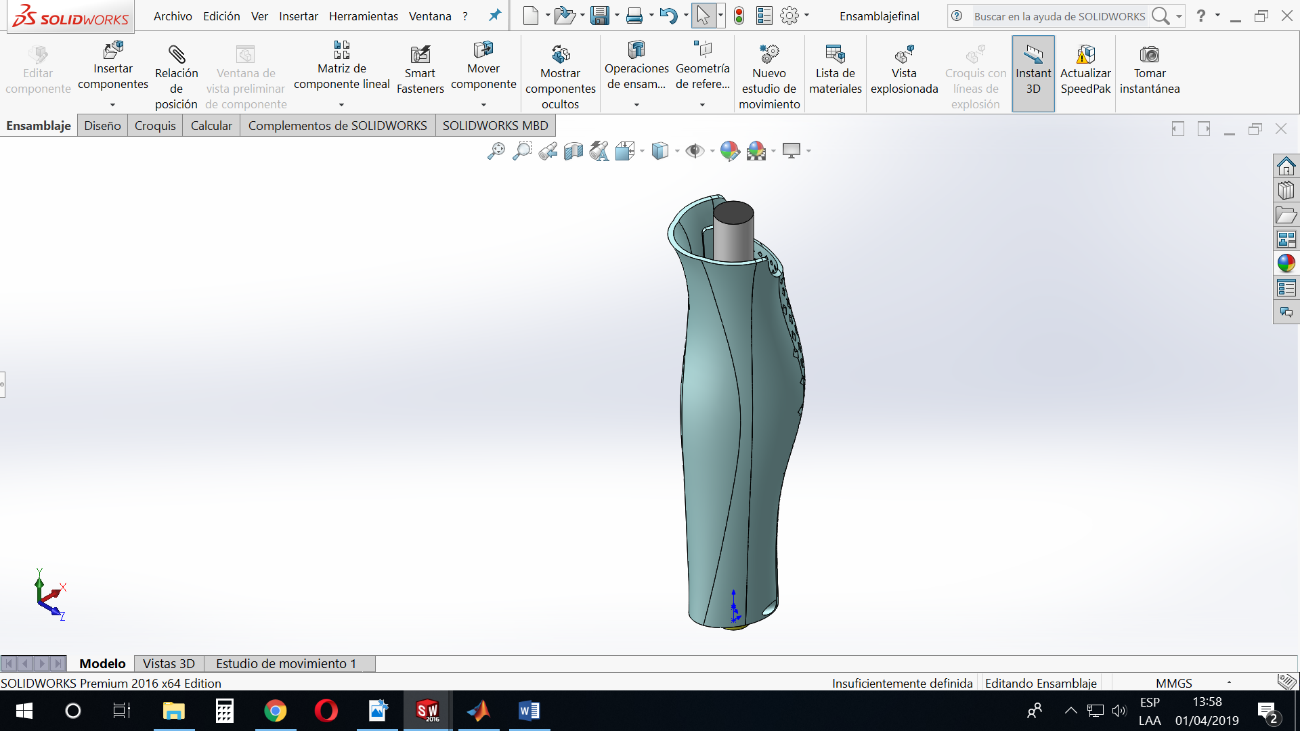 SOLIDWORKS
Archivo Edición Ver Insertar Herramientas Ventana ?
Ensamblajefinal
Buscar en la ayuda de SOLIDWORKS
?
Editar componente
Insertar componentes
Relación de posición
Ventana de vista preliminar de componente
Matriz de componente lineal
Smart Fasteners
Mover componente
Mostrar componentes ocultos
Operaciones de ensam...
Geometría de refere...
Nuevo estudio de movimiento
Lista de materiales
Vista explosionada
Croquis con líneas de explosión
Instant 3D
Actualizar SpeedPak
Tomar instantánea
Ensamblaje Diseño Croquis Calcular Complementos de SOLIDWORKS SOLIDWORKS MBD
Y
X
Z
Modelo Vistas 3D Estudio de movimiento 1
SOLIDWORKS Premium 2016 x64 Edition
Insuficientemente definida Editando Ensamblaje MMGS -
SW 2016
ESP
LAA
13:58
01/04/2019
2